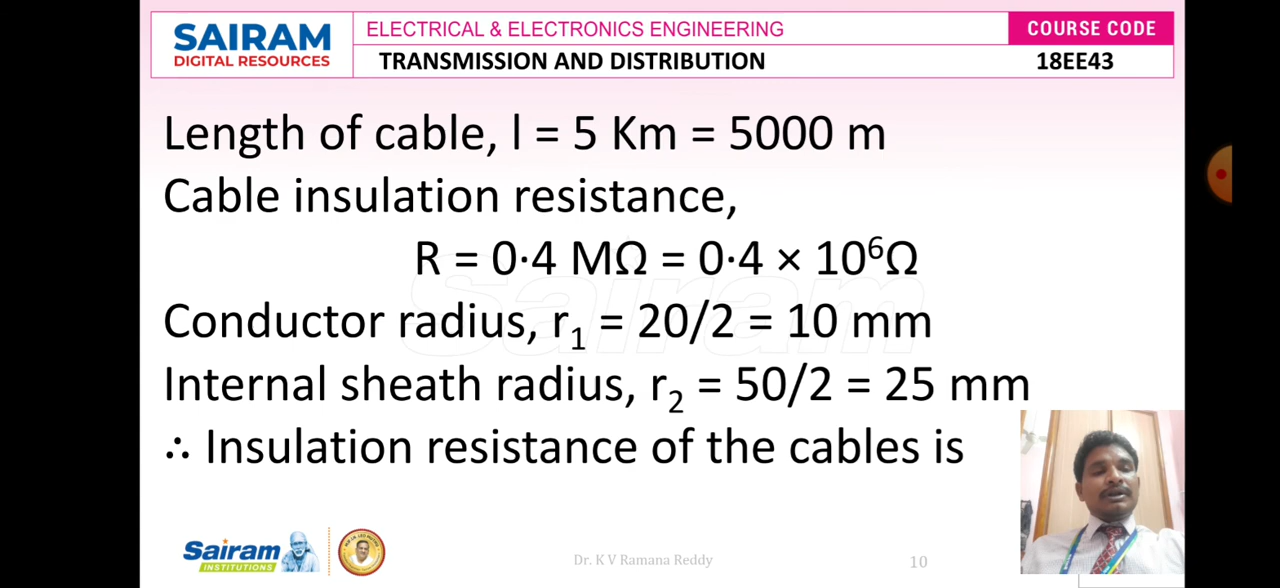 SAIRAM
DIGITAL RESOURCES
ELECTRICAL & ELECTRONICS ENGINEERING
COURSE CODE
TRANSMISSION AND DISTRIBUTION
18EE43
Length of cable, l = 5 Km = 5000 m
Cable insulation resistance,
R = 0·4 MΩ = 0·4 × 10⁶Ω
Conductor radius, r₁ = 20/2 = 10 mm
Internal sheath radius, r₂ = 50/2 = 25 mm
∴ Insulation resistance of the cables is
Sairam
Sairam
INSTITUTIONS
Dr. K V Ramana Reddy
10